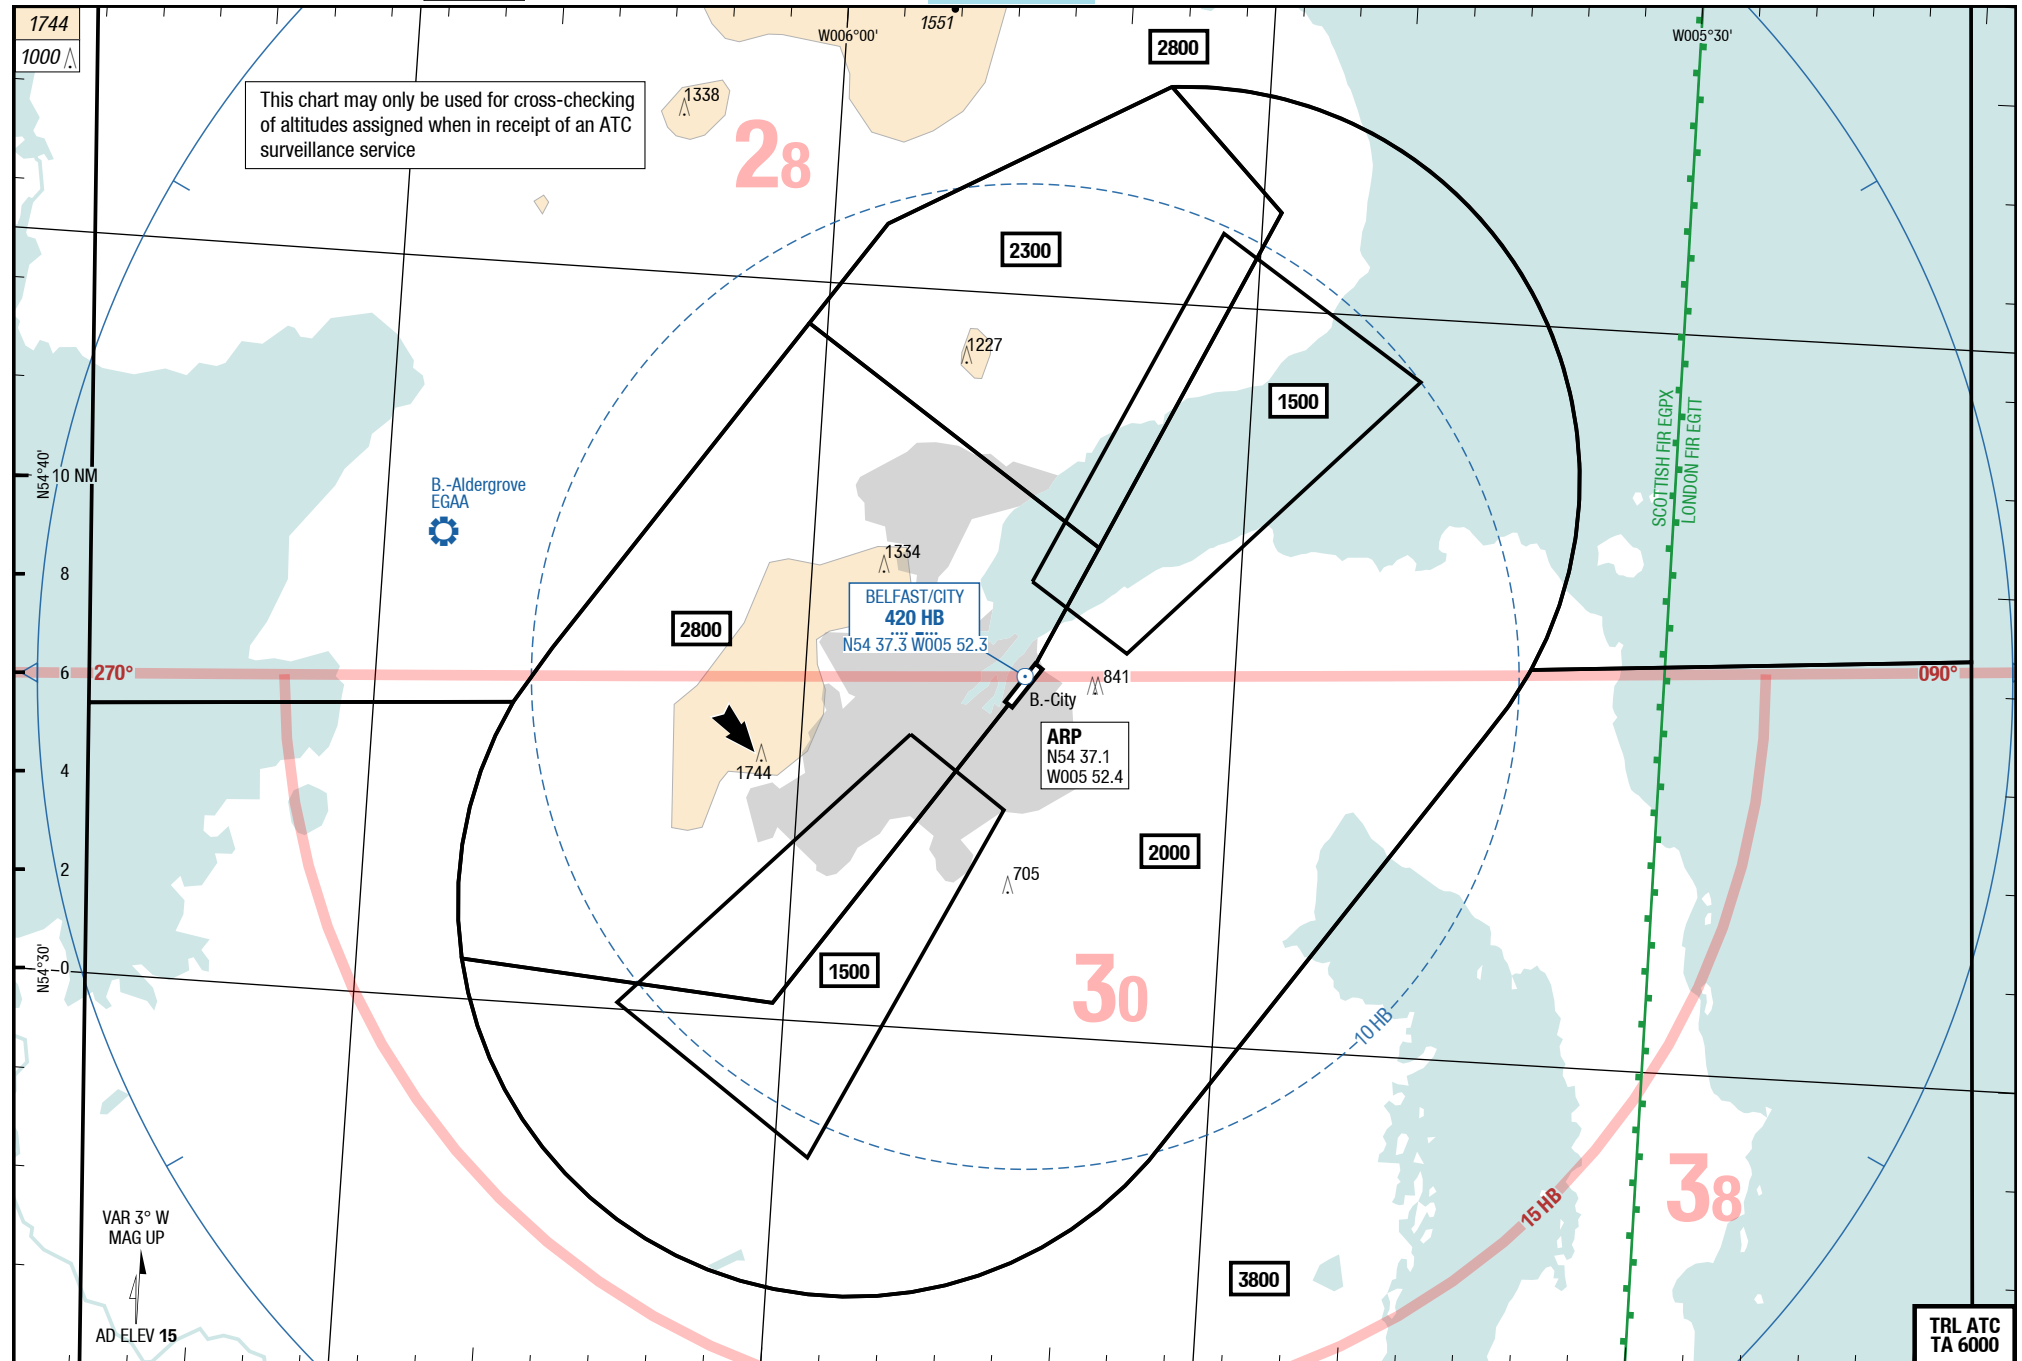 1744
1000
1551
W006°00'
2800
W005°30'
This chart may only be used for cross-checking
of altitudes assigned when in receipt of an ATC
surveillance service
1338
28
2300
1227
1500
SCOTTISH FIR EGPX
LONDON FIR EGTT
N54°40'
10 NM
B.-Aldergrove
EGAA
1334
8
BELFAST/CITY
420 HB
N54 37.3 W005 52.3
2800
270°
6
841
090°
B.-City
ARP
N54 37.1
W005 52.4
1744
4
2000
2
705
N54°30'
0
1500
30
10 HB
38
15 HB
VAR 3° W
MAG UP
3800
AD ELEV 15
TRL ATC
TA 6000